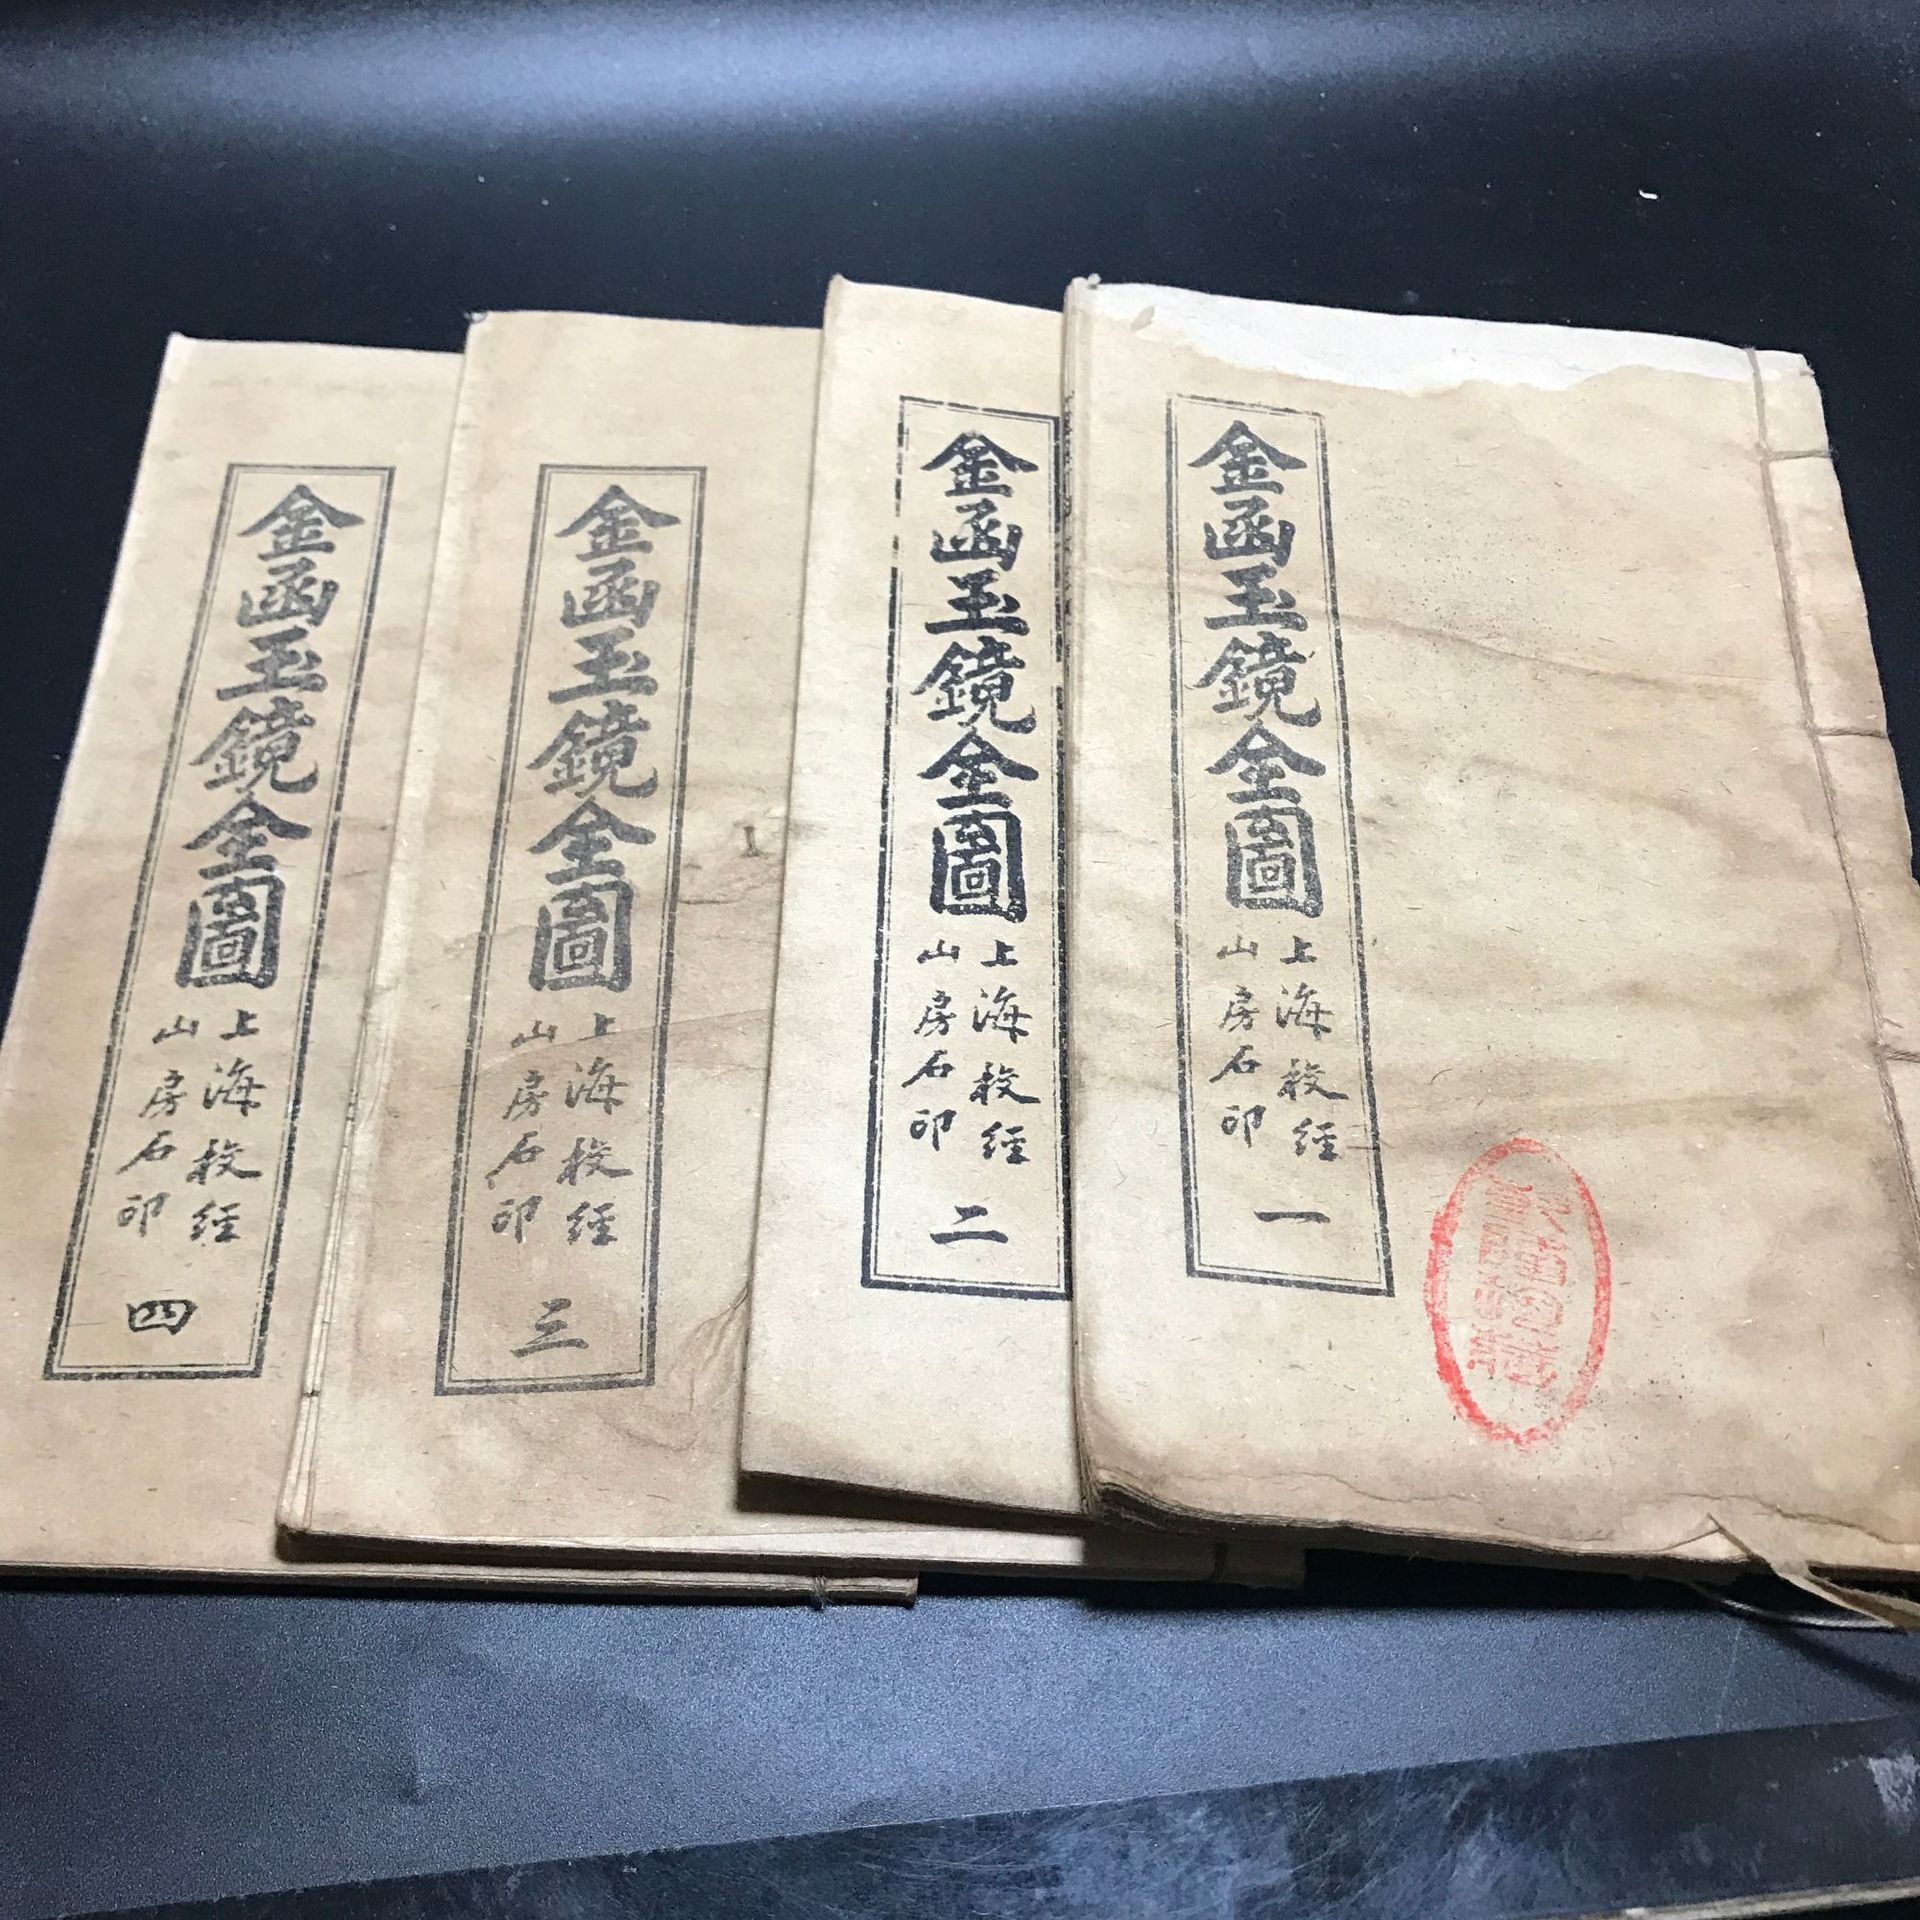 金函玉鏡全圖
上海校經
山房石印
一
金函玉鏡全圖
上海校經
山房石印
二
金函玉鏡全圖
上海校經
山房石印
三
金函玉鏡全圖
上海校經
山房石印
四